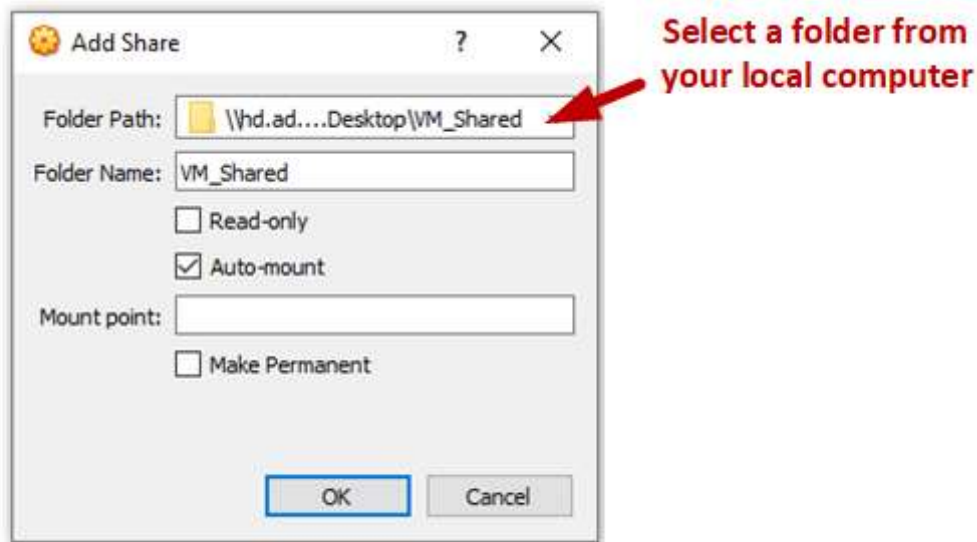 Add Share ? ×
Select a folder from
your local computer
Folder Path: \\hd.ad....Desktop\VM_Shared
Folder Name: VM_Shared
Read-only
Auto-mount
Mount point:
Make Permanent
OK Cancel